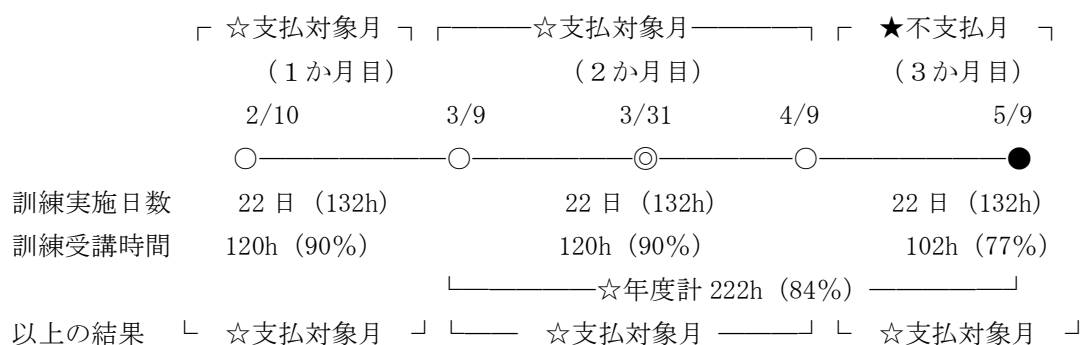 ┌ ☆支払対象月 ┐┌─────☆支払対象月──────┐┌ ★不支払月 ┐
（１か月目） （２か月目） （３か月目）
2/10 3/9 3/31 4/9 5/9
○────────○────────◎───────○─────────●
訓練実施日数 22 日（132h） 22 日（132h） 22 日（132h）
訓練受講時間 120h（90％） 120h（90％） 102h（77％）
└───────☆年度計 222h（84％）───────┘
以上の結果 └ ☆支払対象月 ┘└── ☆支払対象月 ────┘└ ☆支払対象月 ┘